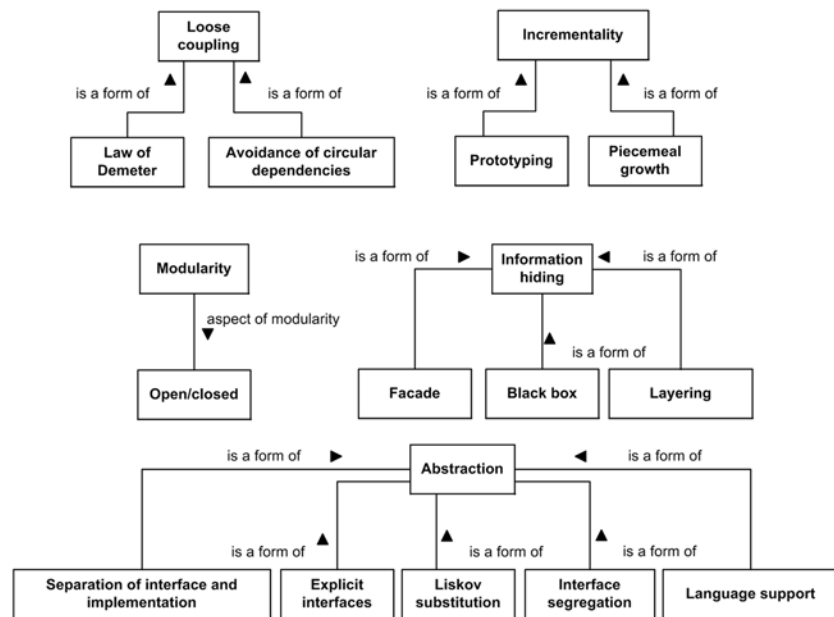 Loose
coupling
Incrementality
is a form of
is a form of
is a form of
is a form of
Law of
Demeter
Avoidance of circular
dependencies
Prototyping
Piecemeal
growth
Modularity
is a form of
Information
hiding
is a form of
aspect of modularity
is a form of
Open/closed
Facade
Black box
Layering
is a form of
Abstraction
is a form of
is a form of
is a form of
is a form of
Separation of interface and
implementation
Explicit
interfaces
Liskov
substitution
Interface
segregation
Language support